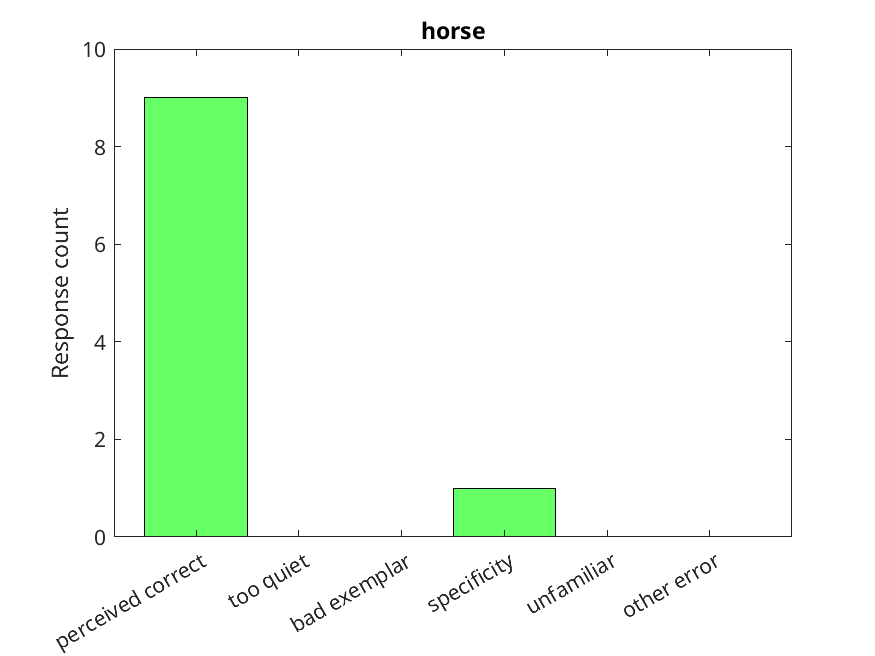 horse
10
8
6
4
2
0
Response count
perceived correct
too quiet
bad exemplar
specificity
unfamiliar
other error